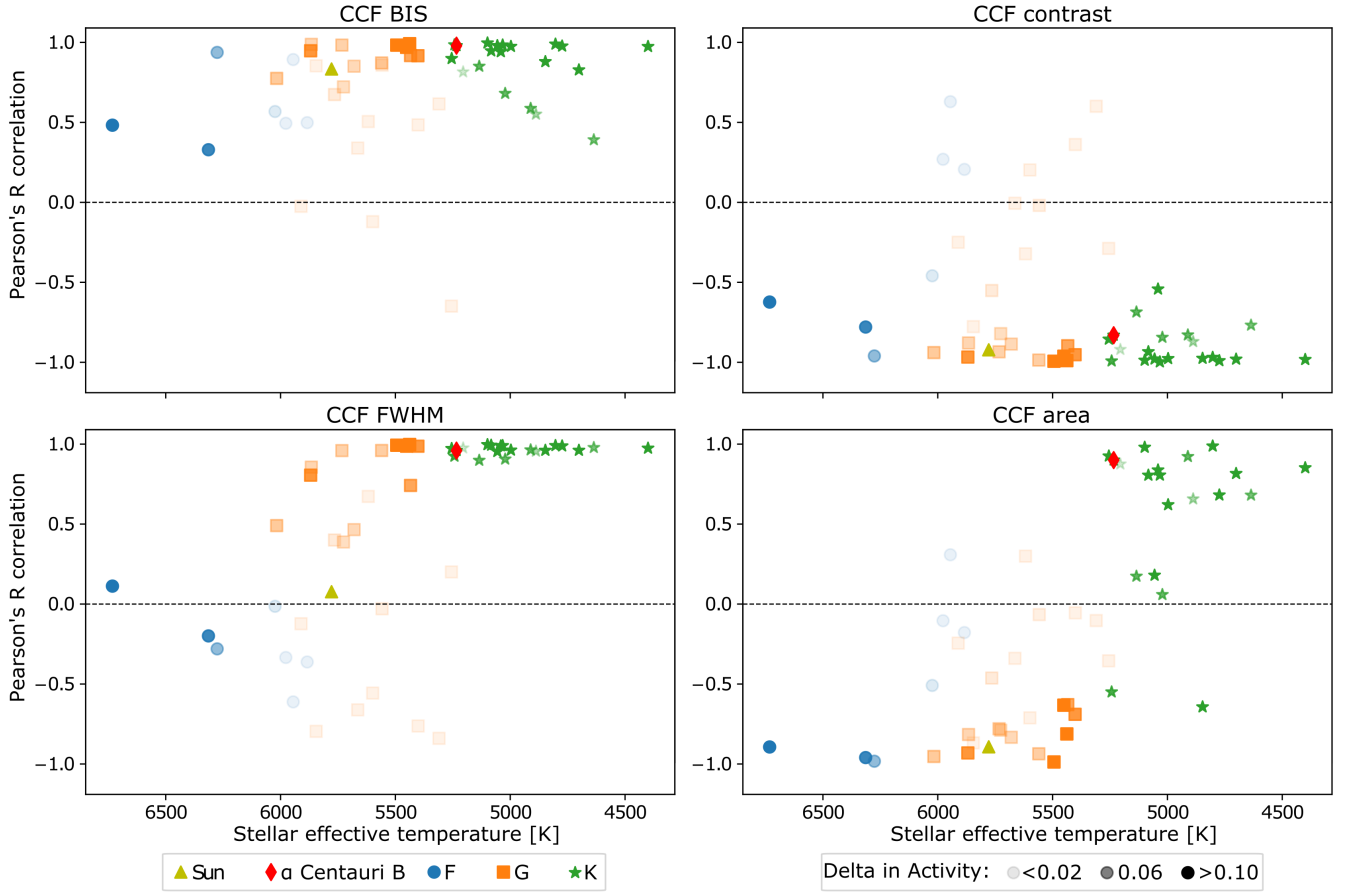 CCF BIS
CCF contrast
Pearson's R correlation
1.0
0.5
0.0
−0.5
−1.0
1.0
0.5
0.0
−0.5
−1.0
CCF FWHM
CCF area
Pearson's R correlation
1.0
0.5
0.0
−0.5
−1.0
1.0
0.5
0.0
−0.5
−1.0
6500 6000 5500 5000 4500
6500 6000 5500 5000 4500
Stellar effective temperature [K]
Stellar effective temperature [K]
Sun α Centauri B F G K
Delta in Activity: <0.02 0.06 >0.10